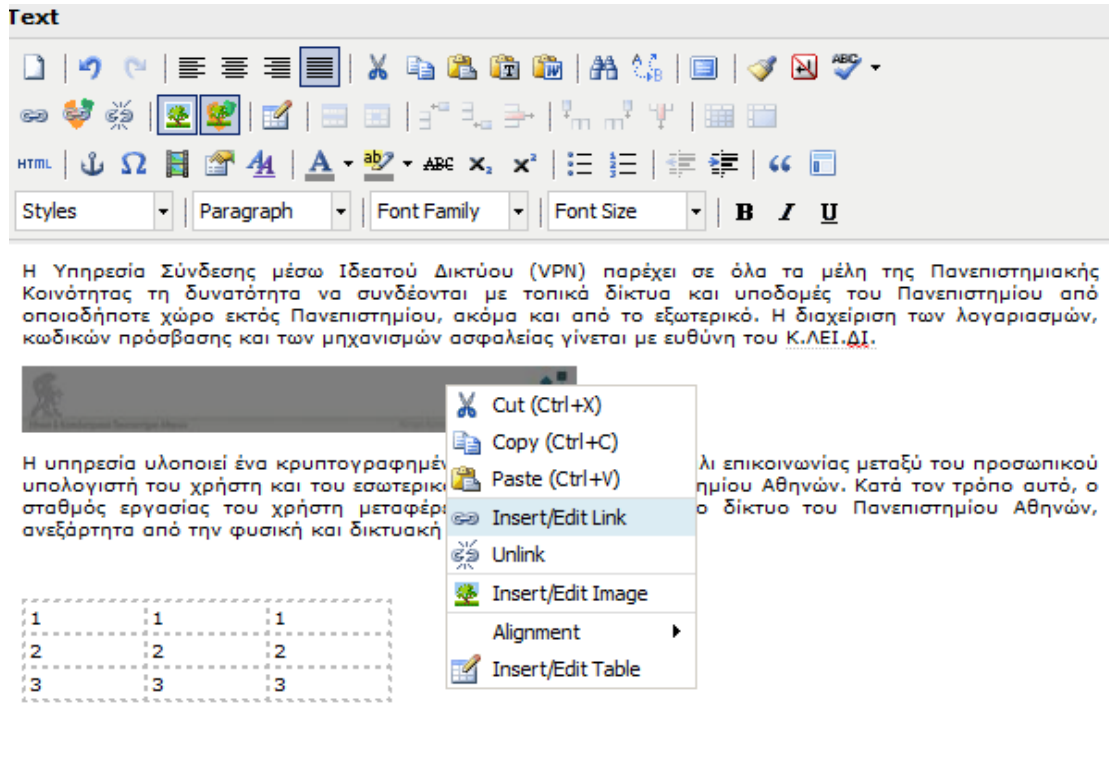 Text
HTML
Styles Paragraph Font Family Font Size B I U
Η Υπηρεσία Σύνδεσης μέσω Ιδεατού Δικτύου (VPN) παρέχει σε όλα τα μέλη της Πανεπιστημιακής
Κοινότητας τη δυνατότητα να συνδέονται με τοπικά δίκτυα και υποδομές του Πανεπιστημίου από
οποιοδήποτε χώρο εκτός Πανεπιστημίου, ακόμα και από το εξωτερικό. Η διαχείριση των λογαριασμών,
κωδικών πρόσβασης και των μηχανισμών ασφαλείας γίνεται με ευθύνη του Κ.ΛΕΙ.ΔΙ.
Cut (Ctrl+X)
Copy (Ctrl+C)
Paste (Ctrl+V)
Insert/Edit Link
Unlink
Insert/Edit Image
Alignment
Insert/Edit Table
Η υπηρεσία υλοποιεί ένα κρυπτογραφημέν λι επικοινωνίας μεταξύ του προσωπικού
υπολογιστή του χρήστη και του εσωτερικ ημίου Αθηνών. Κατά τον τρόπο αυτό, ο
σταθμός εργασίας του χρήστη μεταφέρε ο δίκτυο του Πανεπιστημίου Αθηνών,
ανεξάρτητα από την φυσική και δικτυακή
1 1 1
2 2 2
3 3 3